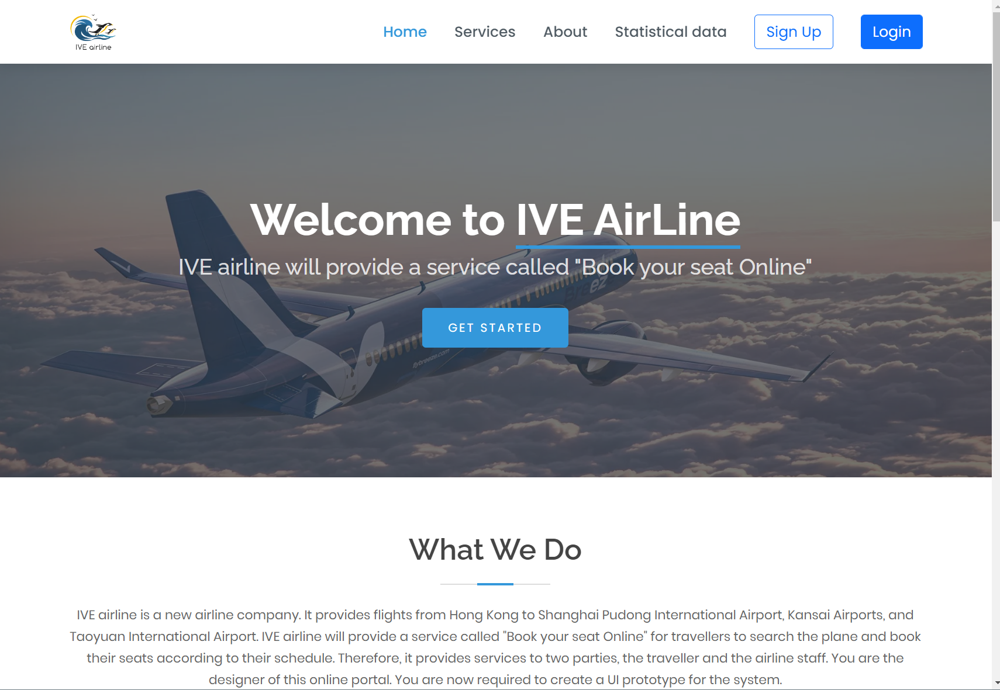 IVE airline
Home Services About Statistical data Sign Up Login
Welcome to IVE AirLine
IVE airline will provide a service called "Book your seat Online"
Breeze
GET STARTED
flybreeze.com
What We Do
IVE airline is a new airline company. It provides flights from Hong Kong to Shanghai Pudong International Airport, Kansai Airports, and
Taoyuan International Airport. IVE airline will provide a service called "Book your seat Online" for travellers to search the plane and book
their seats according to their schedule. Therefore, it provides services to two parties, the traveller and the airline staff. You are the
designer of this online portal. You are now required to create a UI prototype for the system.